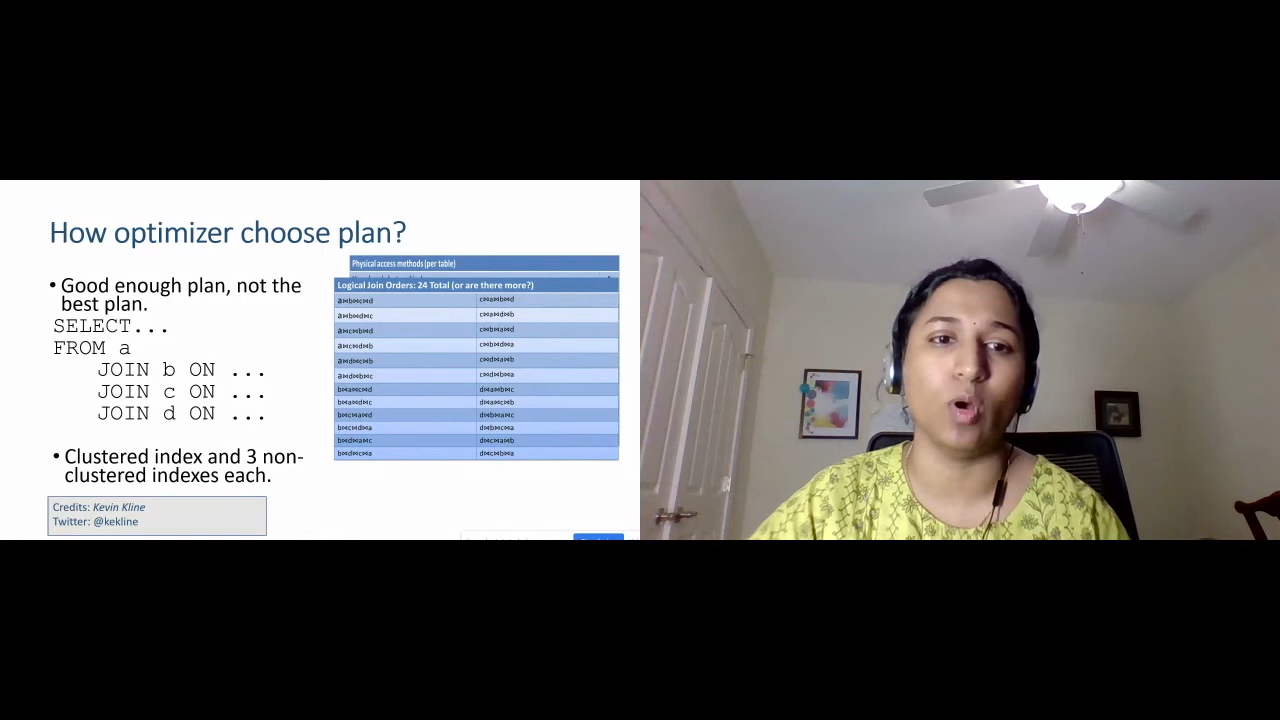 How optimizer choose plan?
• Good enough plan, not the
best plan.
SELECT...
FROM a
JOIN b ON ...
JOIN c ON ...
JOIN d ON ...
• Clustered index and 3 non-
clustered indexes each.
Credits: Kevin Kline
Twitter: @kekline
Physical access methods (per table)
Logical Join Orders: 24 Total (or are there more?)
a⋈b⋈c⋈d c⋈a⋈b⋈d
a⋈b⋈d⋈c c⋈a⋈d⋈b
a⋈c⋈b⋈d c⋈b⋈a⋈d
a⋈c⋈d⋈b c⋈b⋈d⋈a
a⋈d⋈c⋈b c⋈d⋈a⋈b
a⋈d⋈b⋈c c⋈d⋈b⋈a
b⋈a⋈c⋈d d⋈a⋈b⋈c
b⋈a⋈d⋈c d⋈a⋈c⋈b
b⋈c⋈a⋈d d⋈b⋈a⋈c
b⋈c⋈d⋈a d⋈b⋈c⋈a
b⋈d⋈a⋈c d⋈c⋈a⋈b
b⋈d⋈c⋈a d⋈c⋈b⋈a